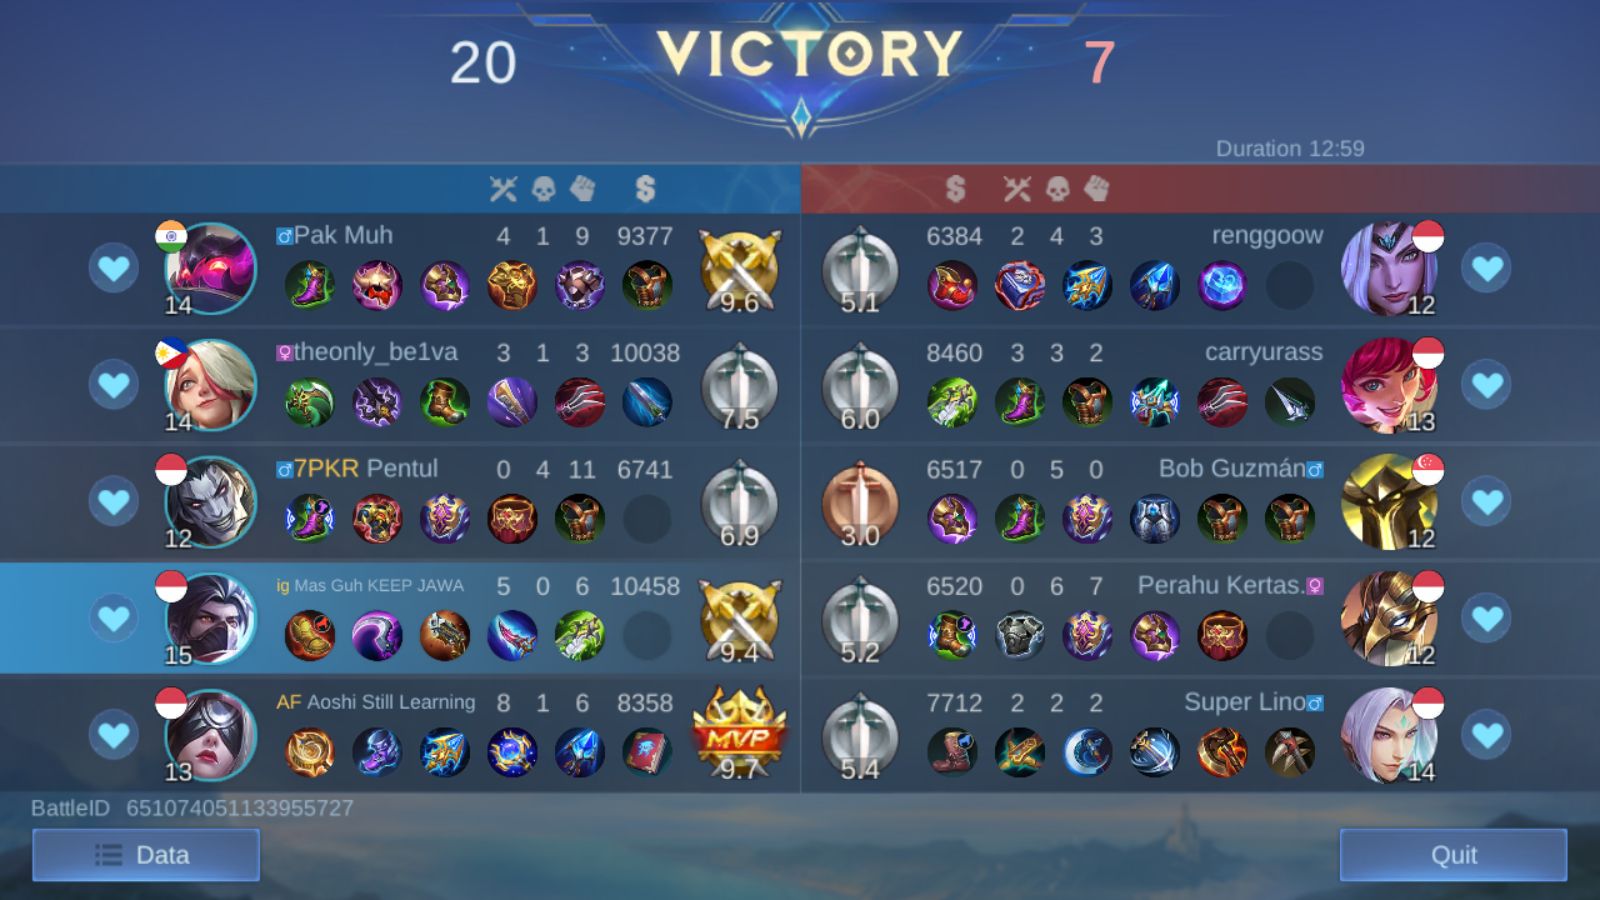 20 VICTORY 7
Duration 12:59
♂Pak Muh 4 1 9 9377
14 9.6
6384 2 4 3 renggoow
5.1 12
♀theonly_be1va 3 1 3 10038
14 7.5
8460 3 3 2 carryurass
6.0 13
♂7PKR Pentul 0 4 11 6741
12 6.9
6517 0 5 0 Bob Guzmán♂
3.0 12
ig Mas Guh KEEP JAWA 5 0 6 10458
15 9.4
6520 0 6 7 Perahu Kertas.♀
5.2 12
AF Aoshi Still Learning 8 1 6 8358
13 MVP 9.7
7712 2 2 2 Super Lino♂
5.4 14
BattleID 651074051133955727
Data
Quit